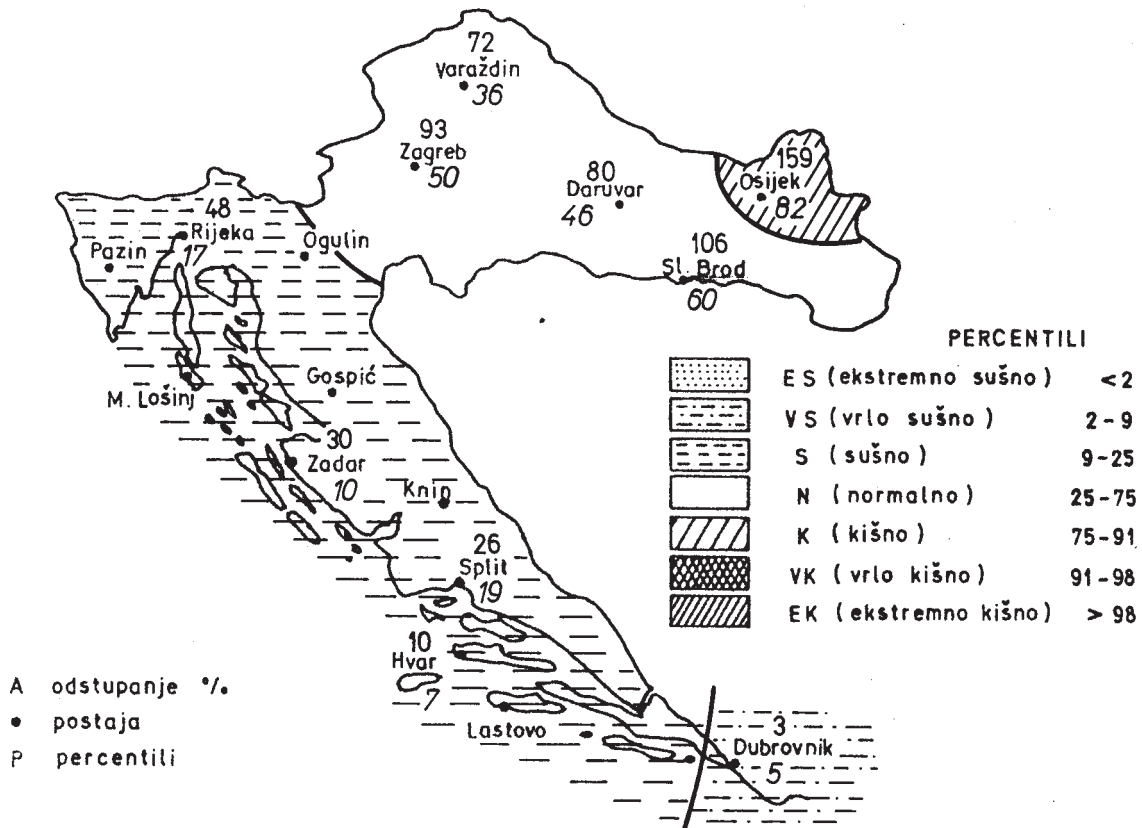 72
Varaždin
36
93
Zagreb
50
80
Daruvar
46
159
Osijek
82
48
Rijeka
17
Pazin
Ogulin
106
Sl. Brod
60
M. Lošinj
Gospić
30
Zadar
10
Knin
26
Split
19
10
Hvar
7
Lastovo
3
Dubrovnik
5
PERCENTILI
ES (ekstremno sušno) <2
VS (vrlo sušno) 2-9
S (sušno) 9-25
N (normalno) 25-75
K (kišno) 75-91
VK (vrlo kišno) 91-98
EK (ekstremno kišno) > 98
A odstupanje %
• postaja
P percentili